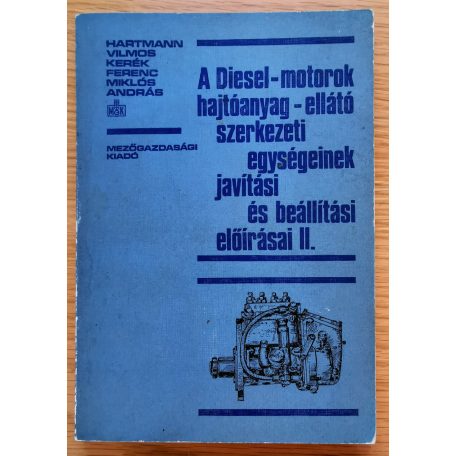 HARTMANN
VILMOS
KERÉK
FERENC
MIKLÓS
ANDRÁS
MÉK
MEZŐGAZDASÁGI
KIADÓ
A Diesel-motorok
hajtóanyag-ellátó
szerkezeti
egységeinek
javítási
és beállítási
előírásai II.